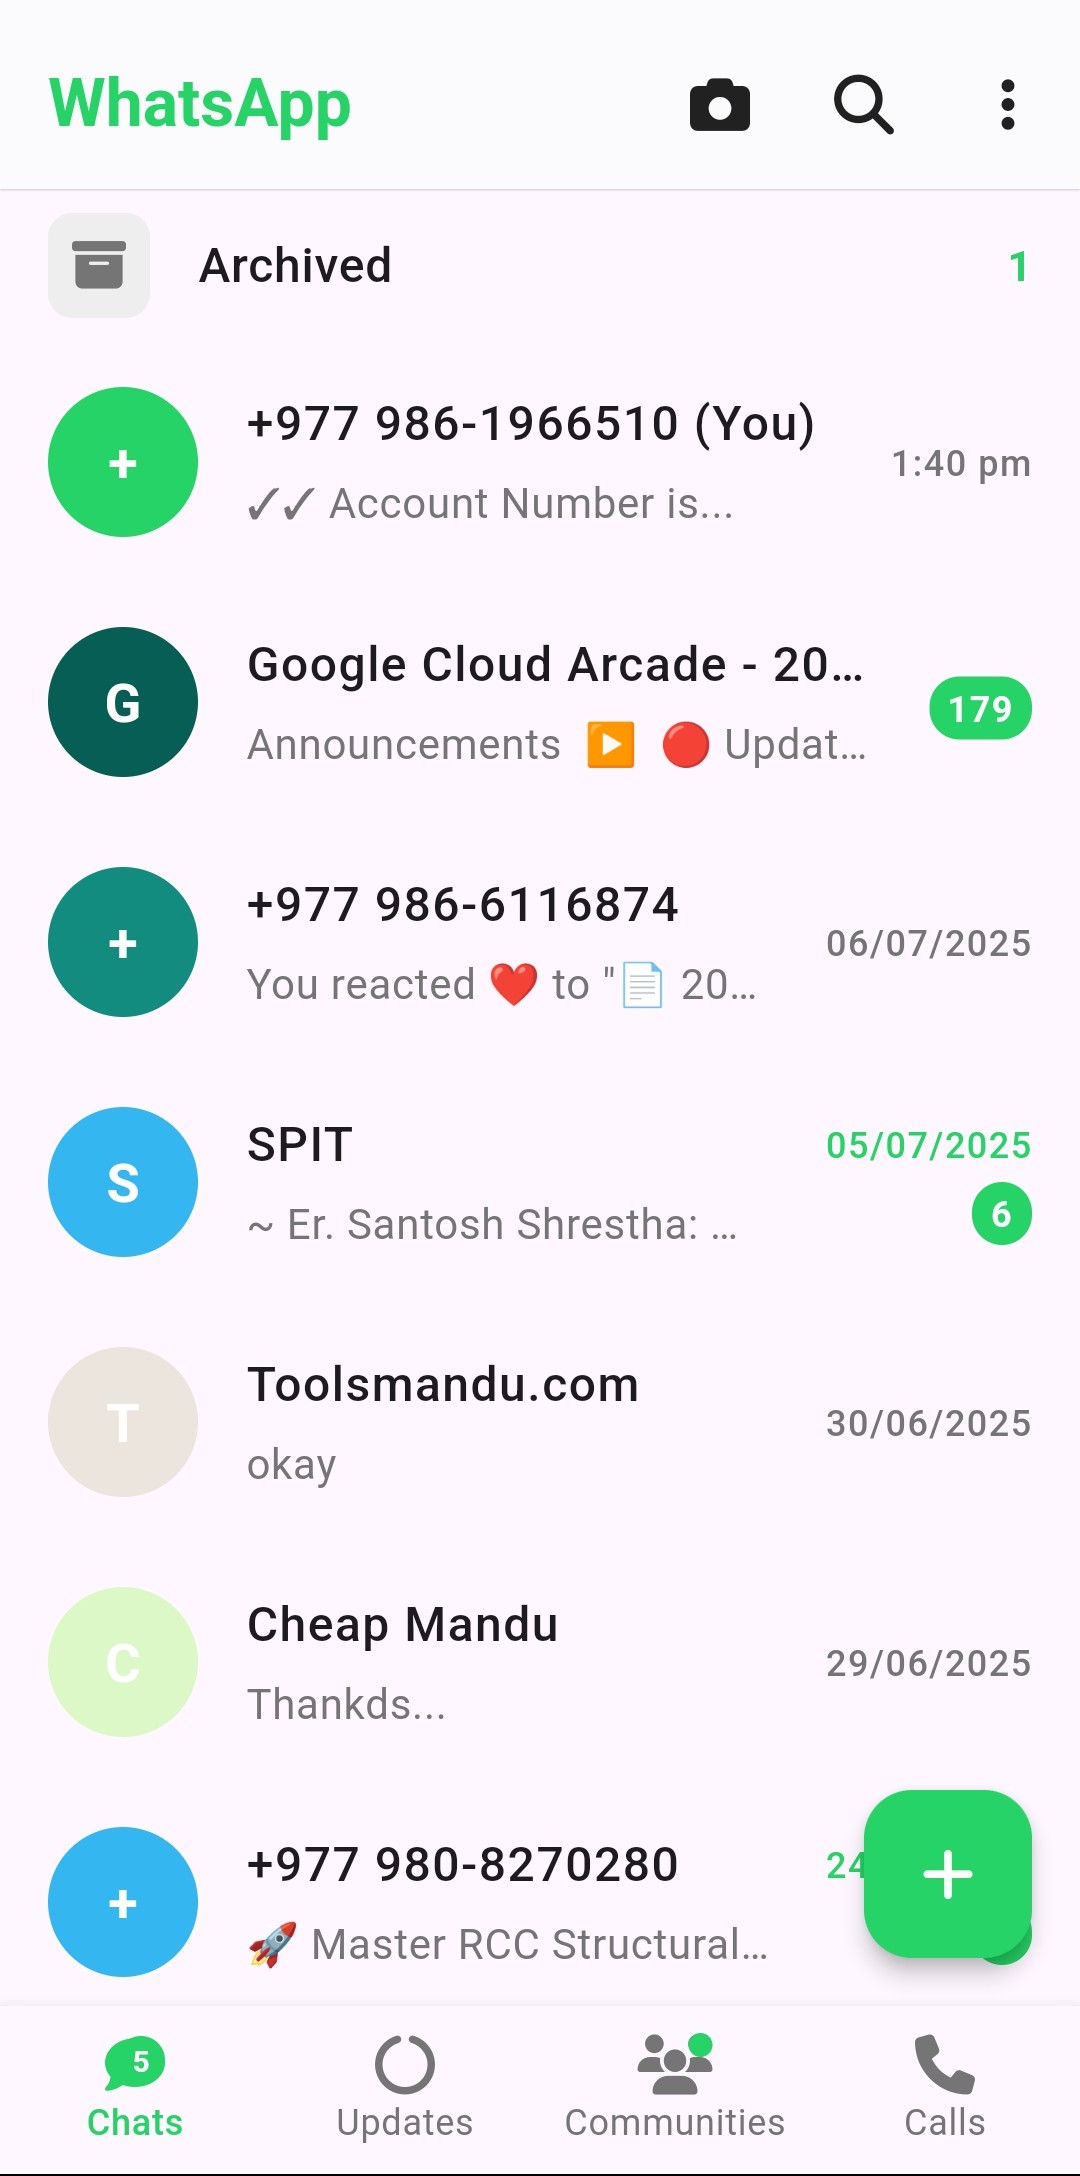 WhatsApp
Archived 1
+
+977 986-1966510 (You)
1:40 pm
✓✓ Account Number is...
G
Google Cloud Arcade - 20...
179
Announcements ▶️ 🔴 Updat...
+
+977 986-6116874
06/07/2025
You reacted ❤️ to "📄 20...
S
SPIT
05/07/2025
~ Er. Santosh Shrestha: ...
6
T
Toolsmandu.com
30/06/2025
okay
C
Cheap Mandu
29/06/2025
Thankds...
+
+977 980-8270280
24
🚀 Master RCC Structural...
+
5
Chats Updates Communities Calls